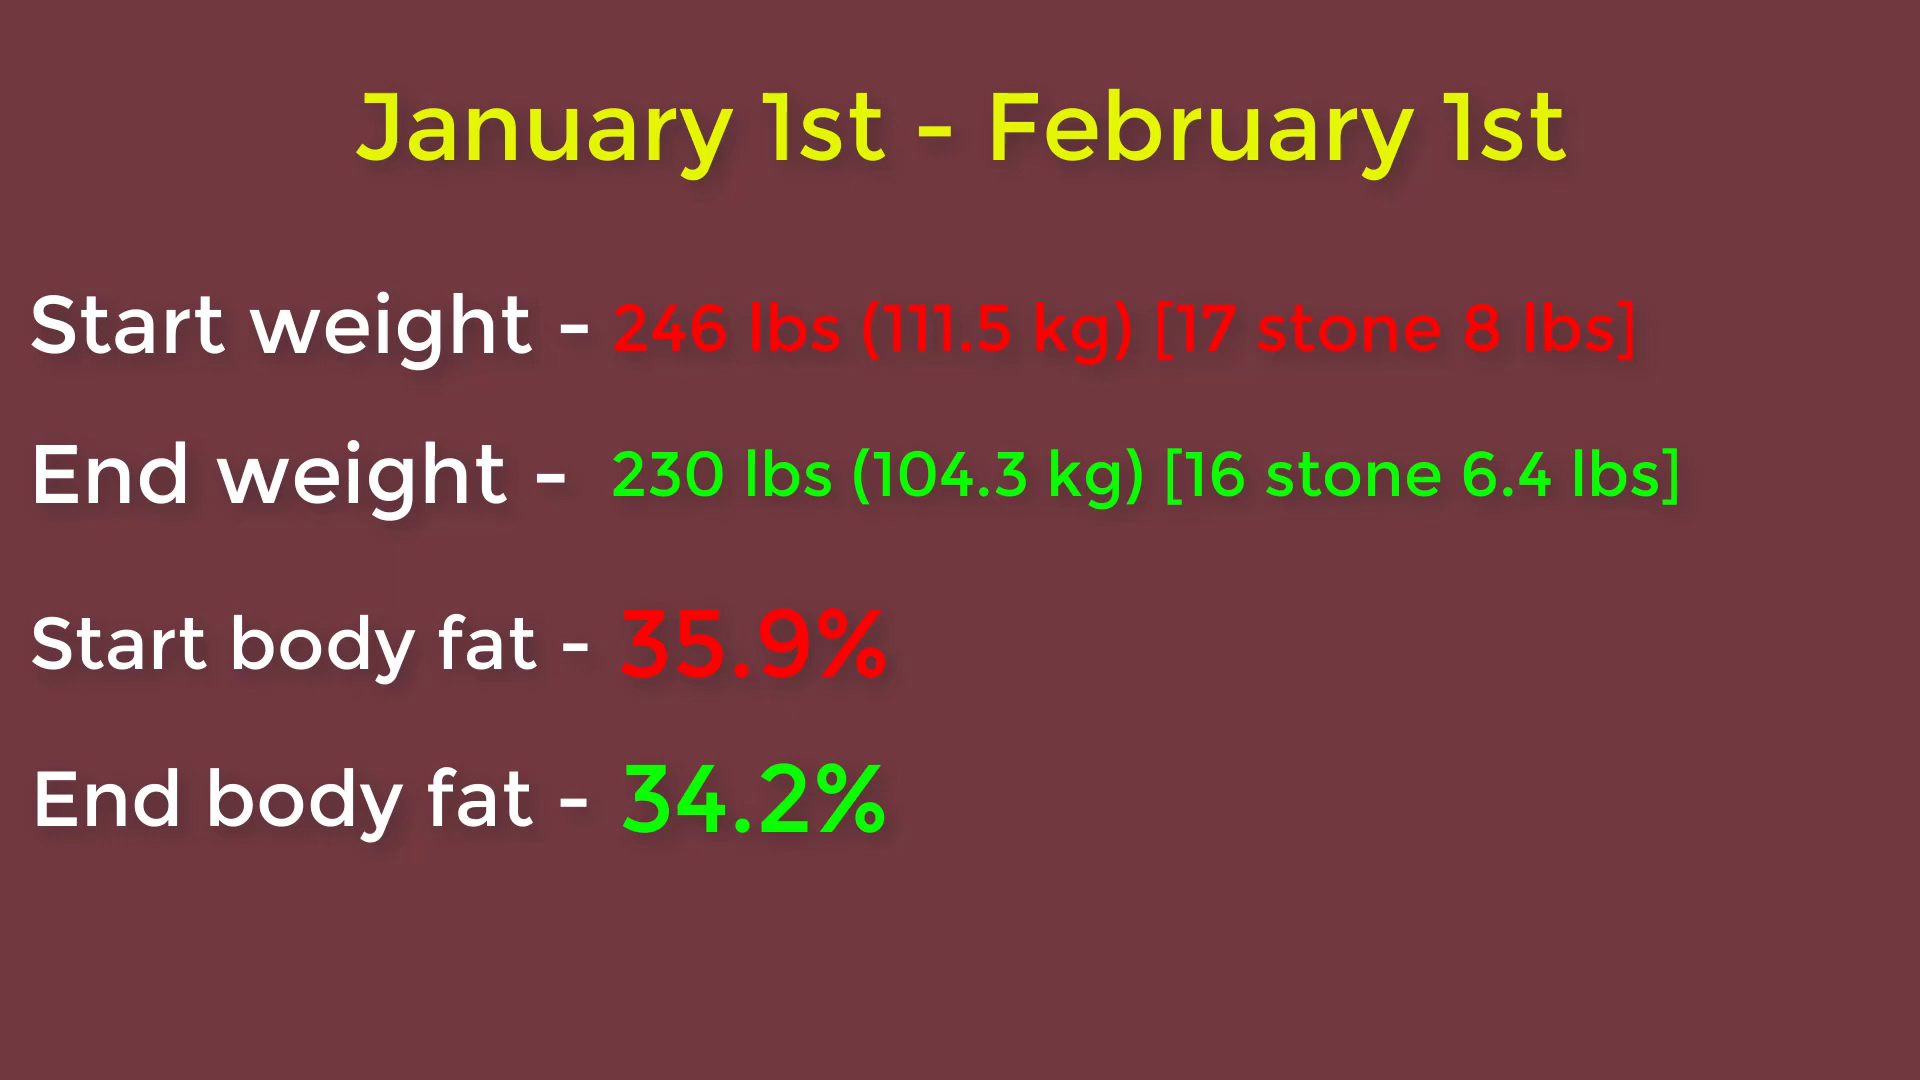 January 1st - February 1st
Start weight - 246 lbs (111.5 kg) [17 stone 8 lbs]
End weight - 230 lbs (104.3 kg) [16 stone 6.4 lbs]
Start body fat - 35.9%
End body fat - 34.2%